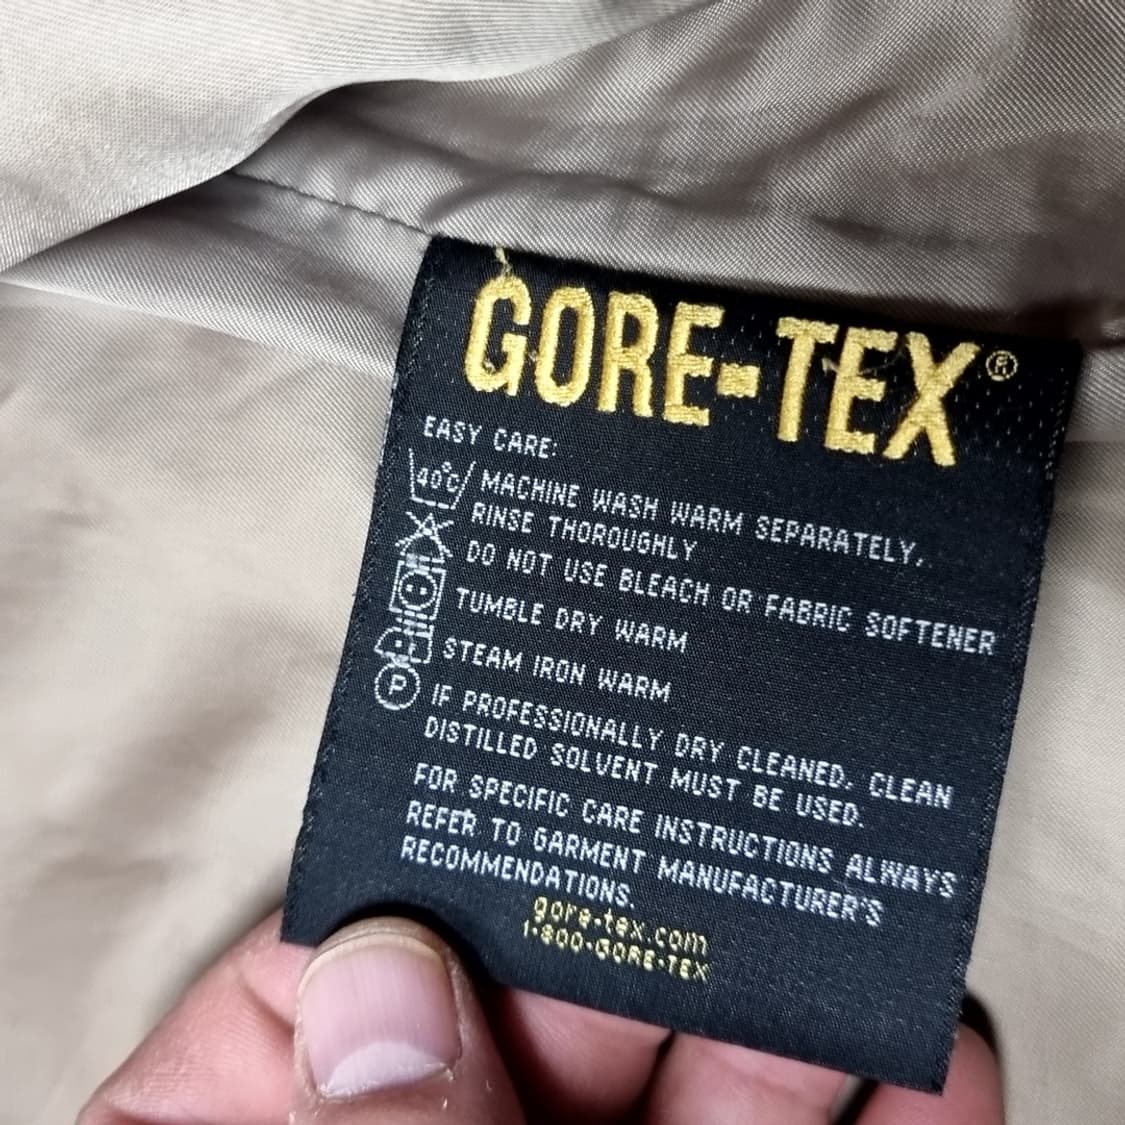 GORE-TEX®
EASY CARE:
40°C MACHINE WASH WARM SEPARATELY,
RINSE THOROUGHLY
DO NOT USE BLEACH OR FABRIC SOFTENER
TUMBLE DRY WARM
STEAM IRON WARM
P IF PROFESSIONALLY DRY CLEANED, CLEAN
DISTILLED SOLVENT MUST BE USED.
FOR SPECIFIC CARE INSTRUCTIONS ALWAYS
REFER TO GARMENT MANUFACTURER'S
RECOMMENDATIONS.
gore-tex.com
1-800-GORE-TEX